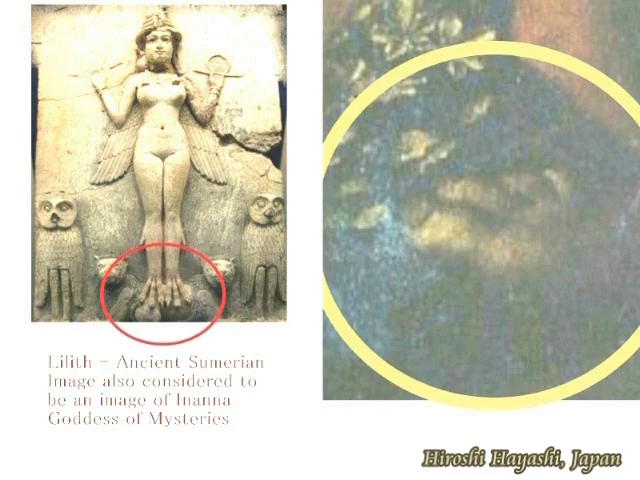 Lilith - Ancient Sumerian
Image also considered to
be an image of Inanna
Goddess of Mysteries
Hiroshi Hayashi, Japan